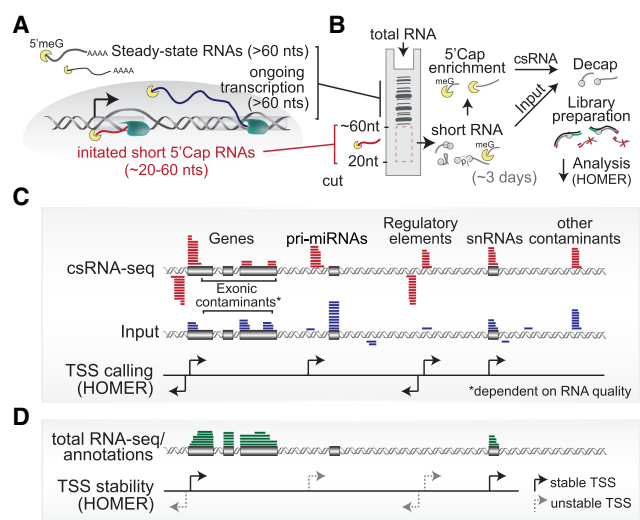 A
5'meG
AAAA
Steady-state RNAs (>60 nts)
AAAA
ongoing
transcription
(>60 nts)
initated short 5'Cap RNAs
(~20-60 nts)
B
total RNA
~60nt
20nt
cut
5'Cap
enrichment
meG
csRNA
Input
Decap
short RNA
meG
P
(~3 days)
Library
preparation
Analysis
(HOMER)
C
Genes
pri-miRNAs
Regulatory
elements
snRNAs
other
contaminants
csRNA-seq
Exonic
contaminants*
Input
TSS calling
(HOMER)
*dependent on RNA quality
D
total RNA-seq/
annotations
TSS stability
(HOMER)
stable TSS
unstable TSS